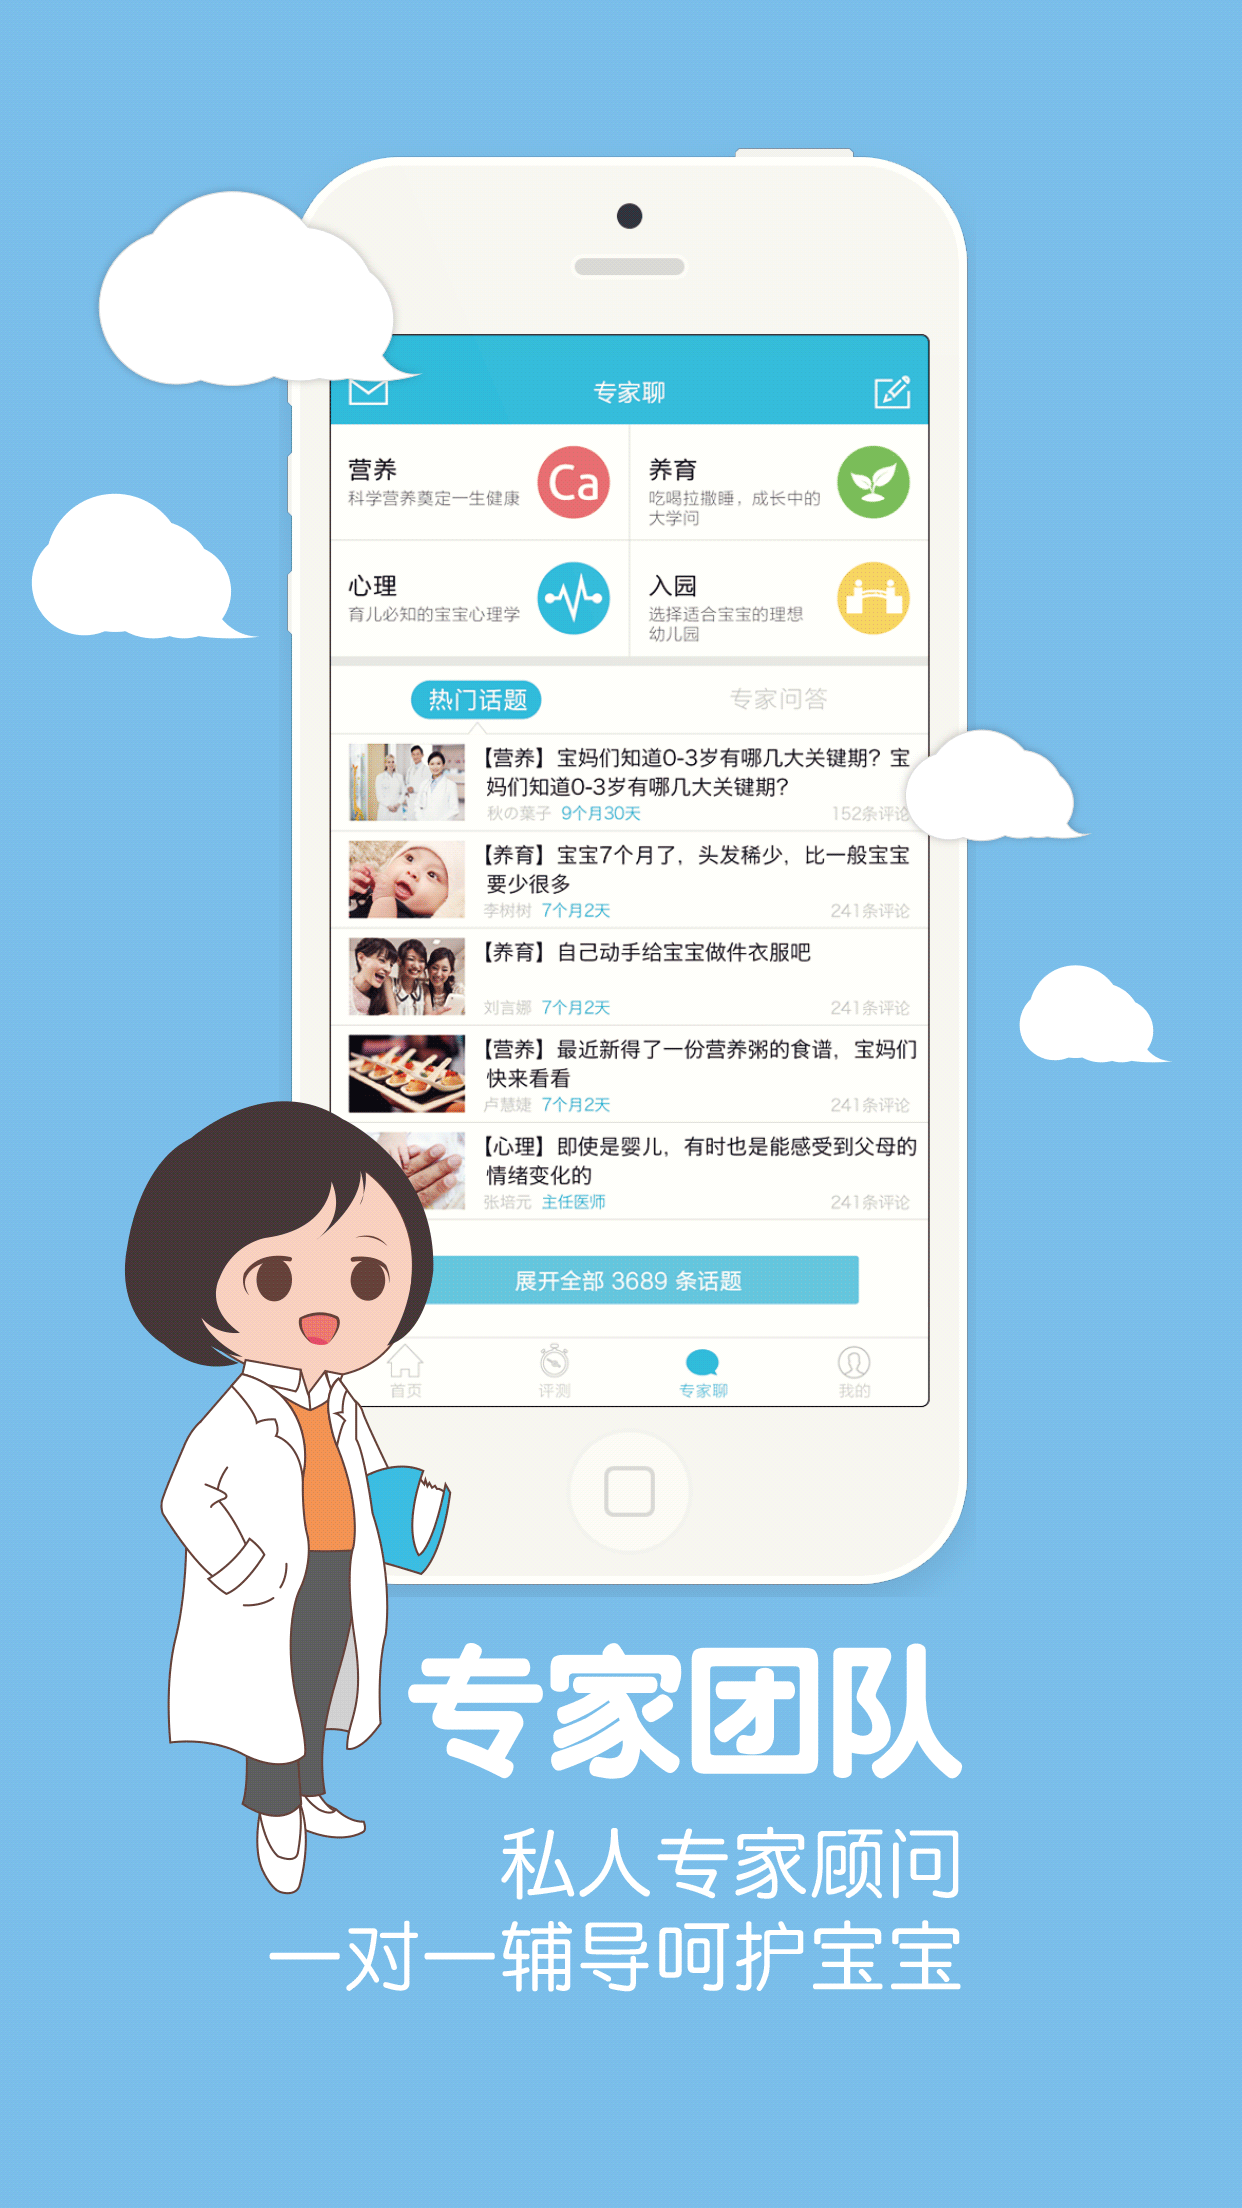 专家聊
营养
科学营养奠定一生健康
Ca
养育
吃喝拉撒睡，成长中的
大学问
心理
育儿必知的宝宝心理学
入园
选择适合宝宝的理想
幼儿园
热门话题
专家问答
【营养】宝妈们知道0-3岁有哪几大关键期？宝
妈们知道0-3岁有哪几大关键期？
秋の葉子 9个月30天 152条评论
【养育】宝宝7个月了，头发稀少，比一般宝宝
要少很多
李树树 7个月2天 241条评论
【养育】自己动手给宝宝做件衣服吧
刘言娜 7个月2天 241条评论
【营养】最近新得了一份营养粥的食谱，宝妈们
快来看看
卢慧婕 7个月2天 241条评论
【心理】即使是婴儿，有时也是能感受到父母的
情绪变化的
张培元 主任医师 241条评论
展开全部 3689 条话题
首页 评测 专家聊 我的
专家团队
私人专家顾问
一对一辅导呵护宝宝